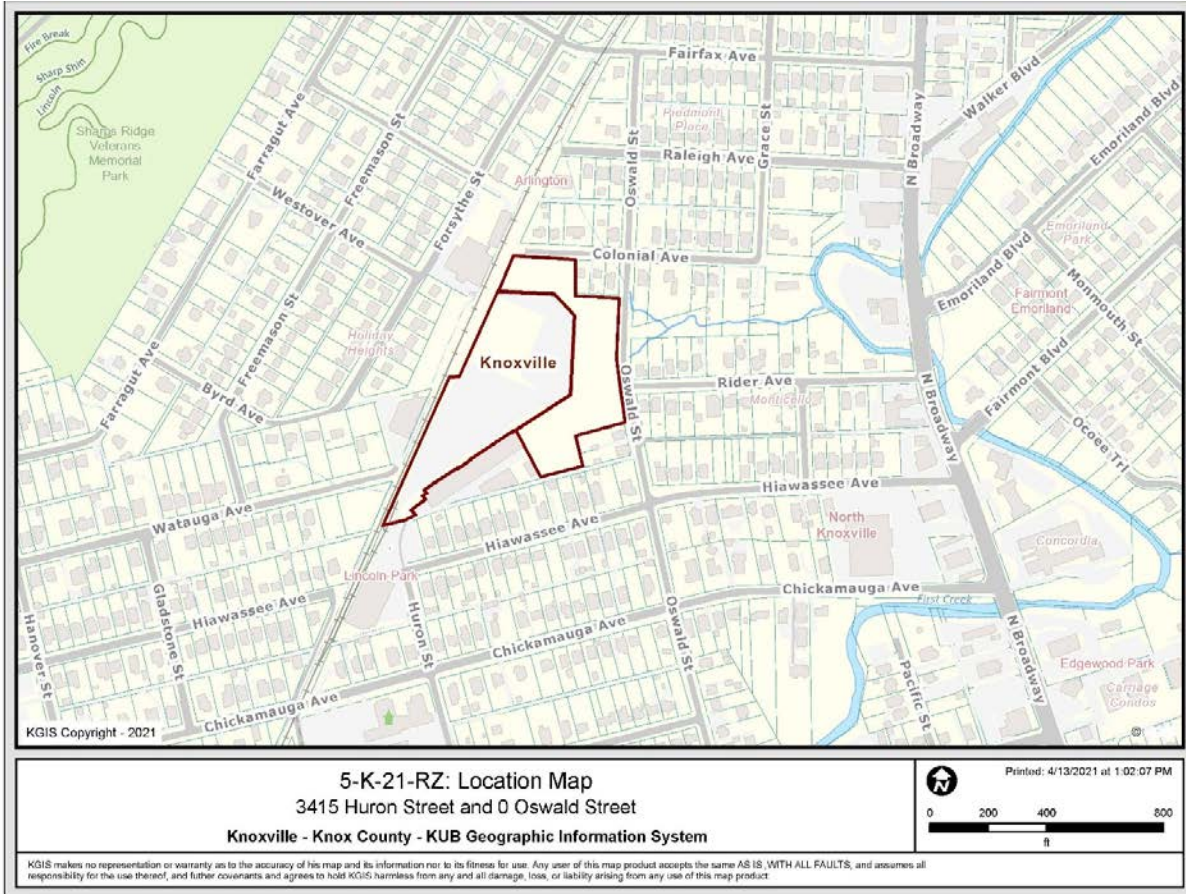 Fire Break
Sharp Shin
Lincoln
Sharps Ridge
Veterans
Memorial
Park
Farragut Ave
Freemason St
Forsythe St
Westover Ave
Fairfax Ave
Piedmont
Place
Grace St
Raleigh Ave
Oswald St
Arlington
Colonial Ave
N Broadway
Walker Blvd
Emoriland Blvd
Emoriland
Park
Emoriland Blvd
Fairmont
Emoriland
Monmouth St
Fairmont Blvd
Ocoee Trl
Holiday
Heights
Freemason St
Farragut Ave
Byrd Ave
Knoxville
Oswald St
Rider Ave
Monticello
N Broadway
Hiawassee Ave
North
Knoxville
Concordia
Watauga Ave
Hiawassee Ave
Lincoln Park
Hiawassee Ave
Gladstone St
Hanover St
Huron St
Chickamauga Ave
Chickamauga Ave
Chickamauga Ave
Oswald St
First Creek
Pacific St
N Broadway
Edgewood Park
Carriage
Condos
KGIS Copyright - 2021
©
5-K-21-RZ: Location Map
3415 Huron Street and 0 Oswald Street
Knoxville - Knox County - KUB Geographic Information System
N
Printed: 4/13/2021 at 1:02:07 PM
0 200 400 800
ft
KGIS makes no representation or warranty as to the accuracy of his map and its information nor to its fitness for use. Any user of this map product accepts the same AS IS ,WITH ALL FAULTS, and assumes all
responsibility for the use thereof, and futher covenants and agrees to hold KGIS harmless from any and all damage, loss, or liability arising from any use of this map product.